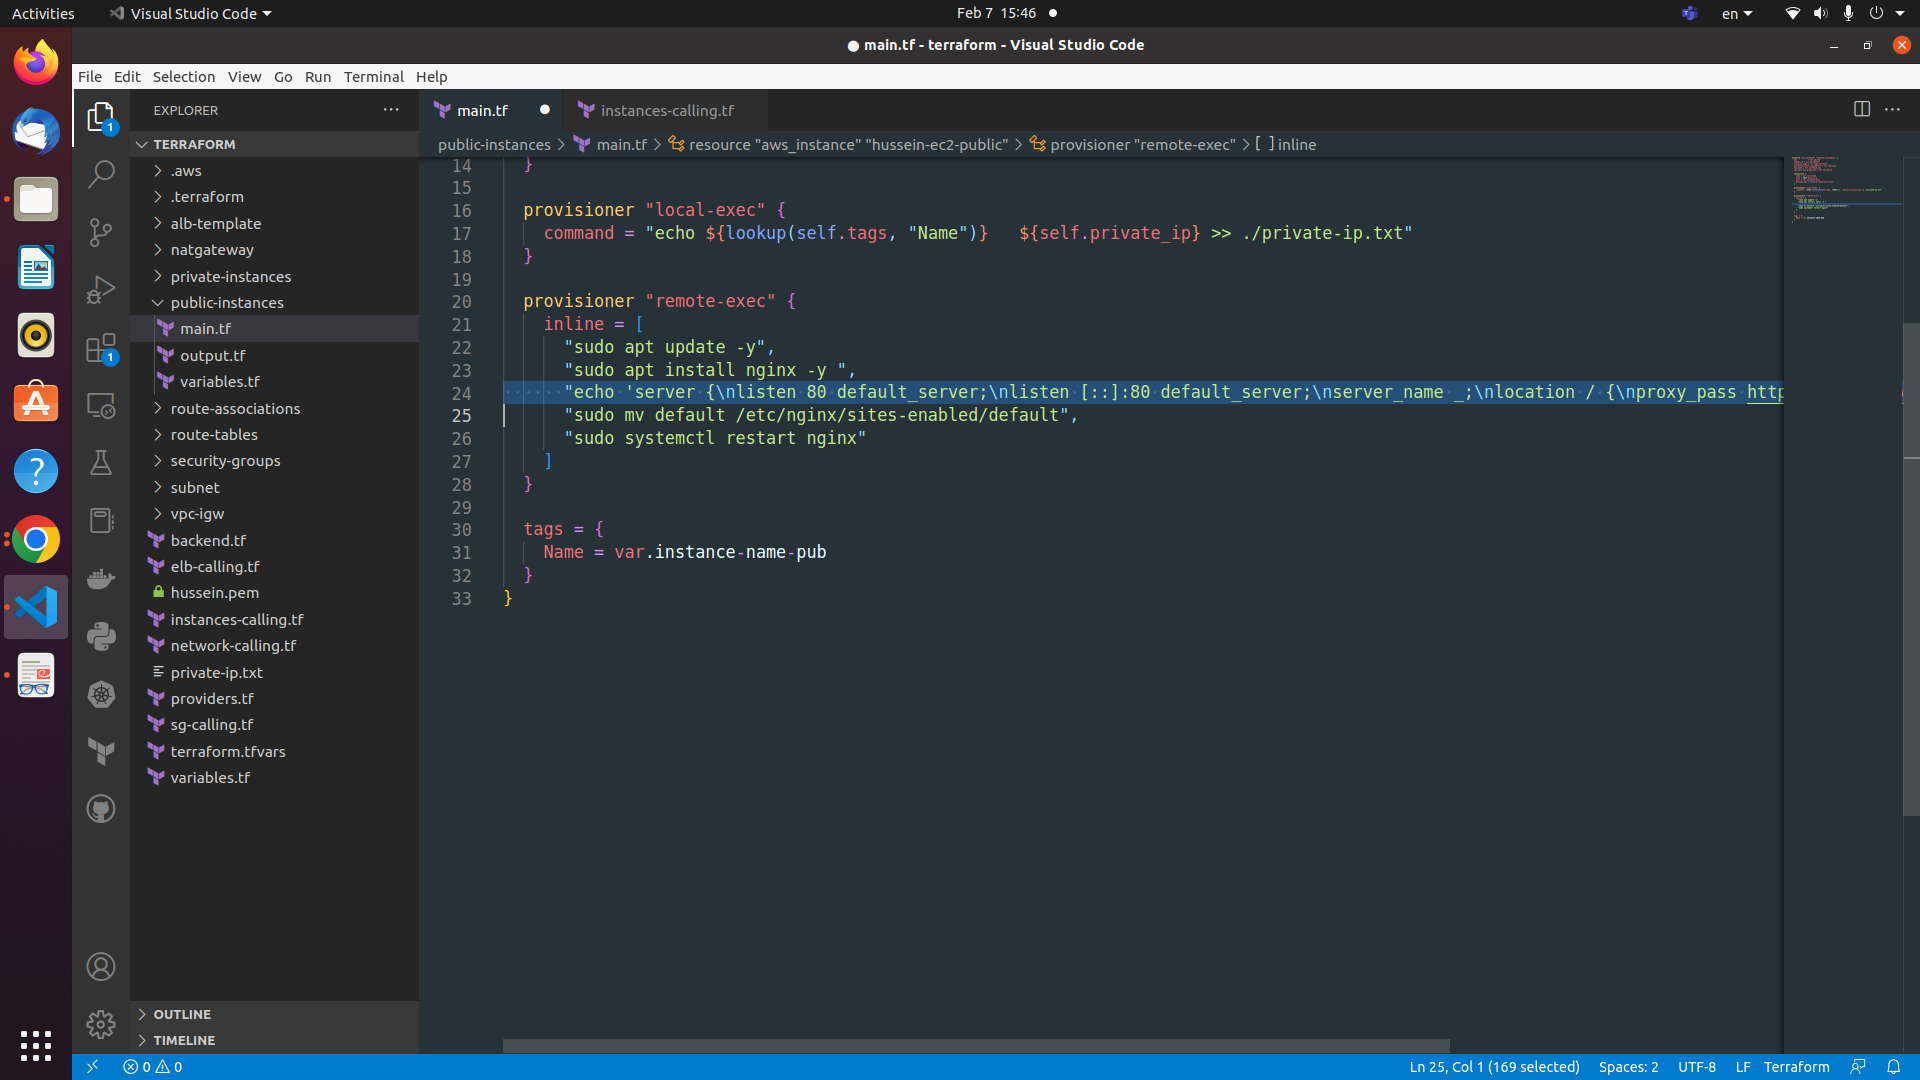 Activities
Visual Studio Code
Feb 7 15:46
en
● main.tf - terraform - Visual Studio Code
File Edit Selection View Go Run Terminal Help
EXPLORER
TERRAFORM
.aws
.terraform
alb-template
natgateway
private-instances
public-instances
main.tf
output.tf
variables.tf
route-associations
route-tables
security-groups
subnet
vpc-igw
backend.tf
elb-calling.tf
hussein.pem
instances-calling.tf
network-calling.tf
private-ip.txt
providers.tf
sg-calling.tf
terraform.tfvars
variables.tf
OUTLINE
TIMELINE
1
1
main.tf ●
instances-calling.tf
public-instances > main.tf > resource "aws_instance" "hussein-ec2-public" > provisioner "remote-exec" > [ ] inline
14 }
15
16 provisioner "local-exec" {
17 command = "echo ${lookup(self.tags, "Name")}   ${self.private_ip} >> ./private-ip.txt"
18 }
19
20 provisioner "remote-exec" {
21 inline = [
22 "sudo apt update -y",
23 "sudo apt install nginx -y ",
24 "echo 'server {\nlisten 80 default_server;\nlisten [::]:80 default_server;\nserver_name _;\nlocation / {\nproxy_pass http
25 "sudo mv default /etc/nginx/sites-enabled/default",
26 "sudo systemctl restart nginx"
27 ]
28 }
29
30 tags = {
31 Name = var.instance-name-pub
32 }
33 }
0 0
Ln 25, Col 1 (169 selected)
Spaces: 2
UTF-8
LF
Terraform